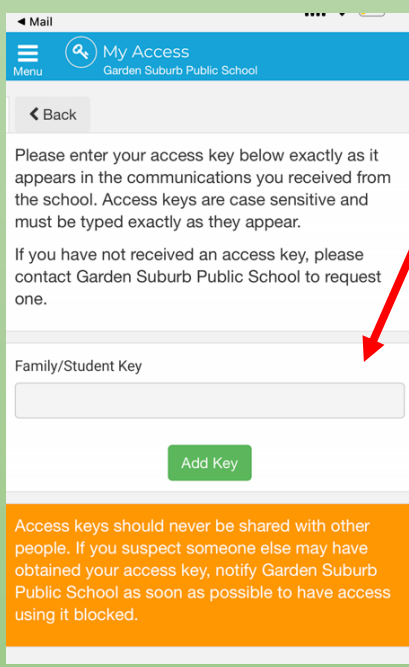 ◄ Mail
My Access
Menu
Garden Suburb Public School
Back
Please enter your access key below exactly as it
appears in the communications you received from
the school. Access keys are case sensitive and
must be typed exactly as they appear.
If you have not received an access key, please
contact Garden Suburb Public School to request
one.
Family/Student Key
Add Key
Access keys should never be shared with other
people. If you suspect someone else may have
obtained your access key, notify Garden Suburb
Public School as soon as possible to have access
using it blocked.